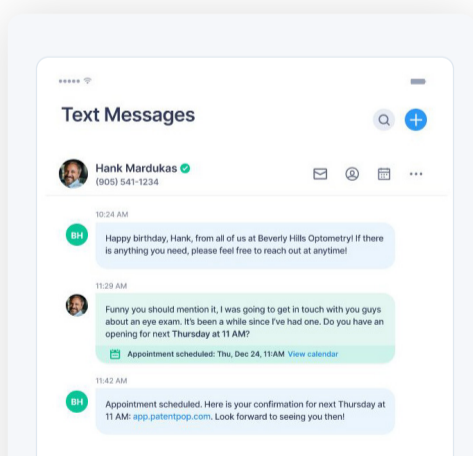 Text Messages
Hank Mardukas
(905) 541-1234
10:24 AM
BH
Happy birthday, Hank, from all of us at Beverly Hills Optometry! If there
is anything you need, please feel free to reach out at anytime!
11:29 AM
Funny you should mention it, I was going to get in touch with you guys
about an eye exam. It's been a while since I've had one. Do you have an
opening for next Thursday at 11 AM?
Appointment scheduled: Thu, Dec 24, 11:AM View calendar
11:42 AM
BH
Appointment scheduled. Here is your confirmation for next Thursday at
11 AM: app.patentpop.com. Look forward to seeing you then!